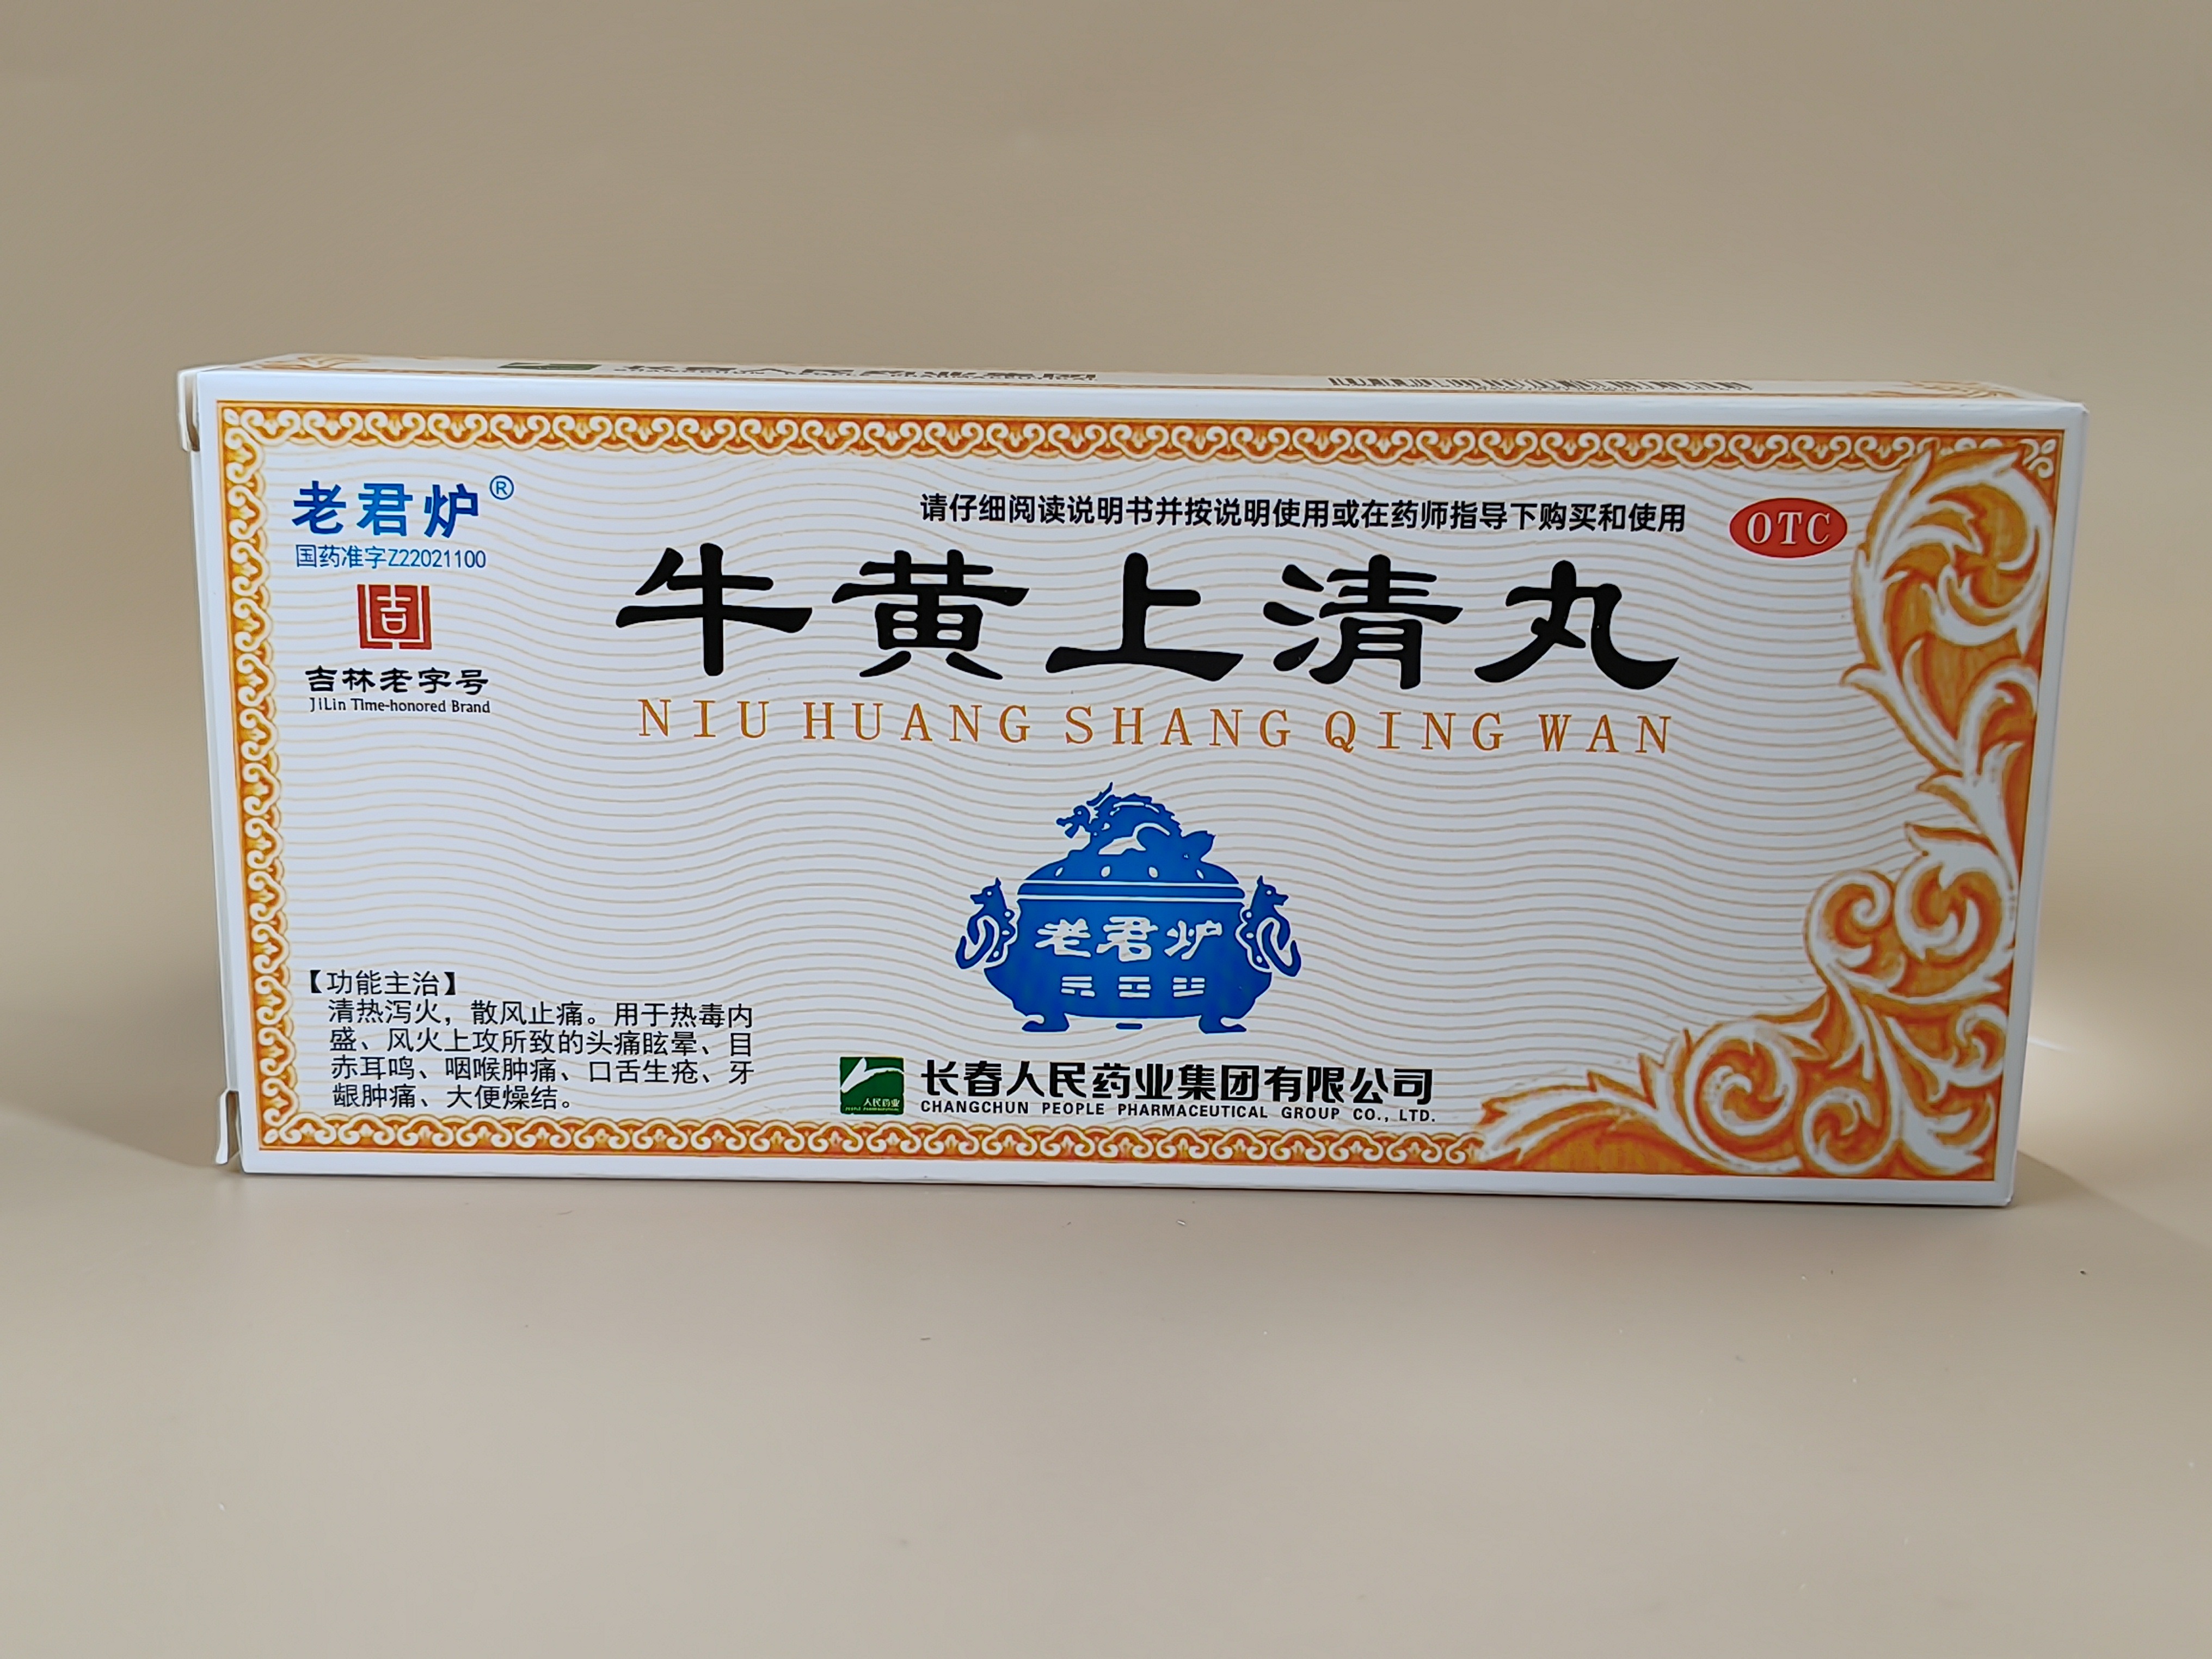 老君炉®
国药准字Z22021100
吉林老字号
JILin Time-honored Brand
请仔细阅读说明书并按说明使用或在药师指导下购买和使用
OTC
牛黄上清丸
NIU HUANG SHANG QING WAN
老君炉
【功能主治】
清热泻火，散风止痛。用于热毒内
盛、风火上攻所致的头痛眩晕、目
赤耳鸣、咽喉肿痛、口舌生疮、牙
龈肿痛、大便燥结。
人民药业
长春人民药业集团有限公司
CHANGCHUN PEOPLE PHARMACEUTICAL GROUP CO., LTD.